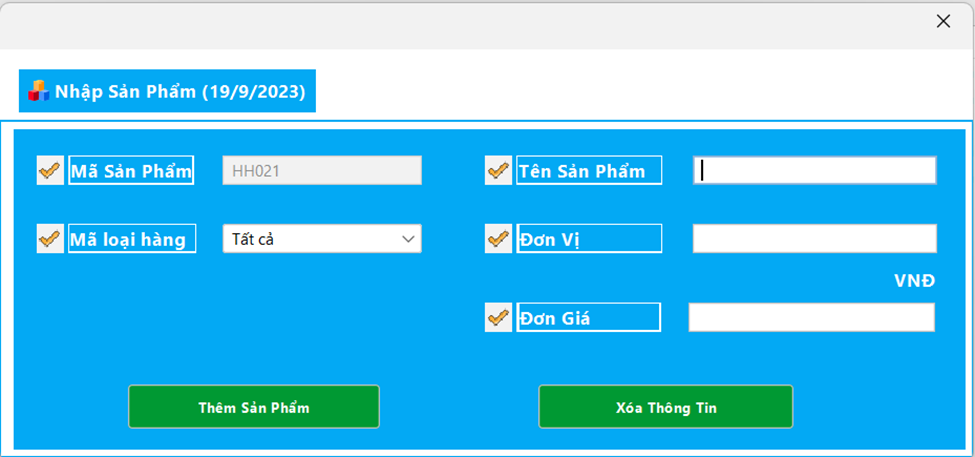 Nhập Sản Phẩm (19/9/2023)
Mã Sản Phẩm HH021 Tên Sản Phẩm
Mã loại hàng Tất cả Đơn Vị
VNĐ
Đơn Giá
Thêm Sản Phẩm Xóa Thông Tin